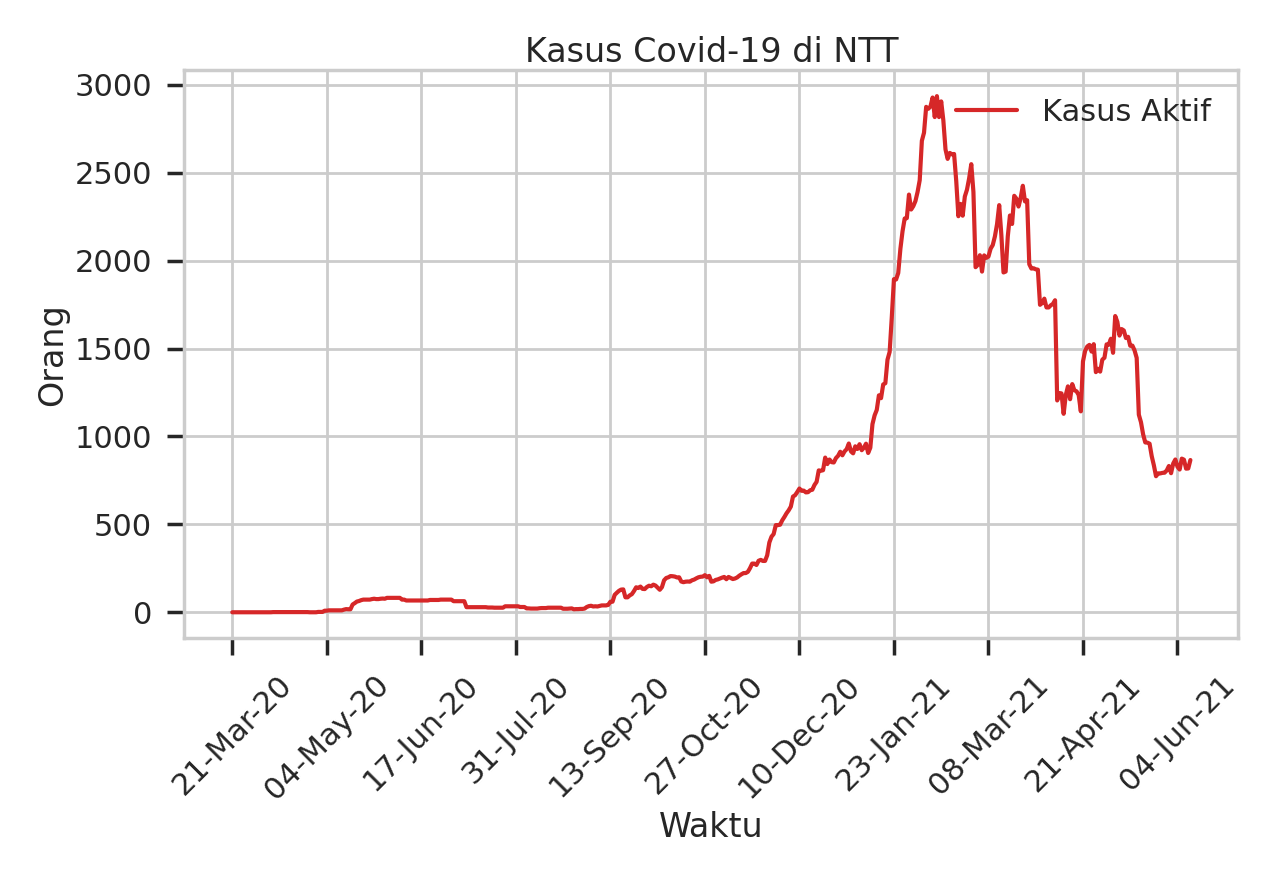 Kasus Covid-19 di NTT
Kasus Aktif
3000
2500
2000
1500
1000
500
0
Orang
21-Mar-20
04-May-20
17-Jun-20
31-Jul-20
13-Sep-20
27-Oct-20
10-Dec-20
23-Jan-21
08-Mar-21
21-Apr-21
04-Jun-21
Waktu